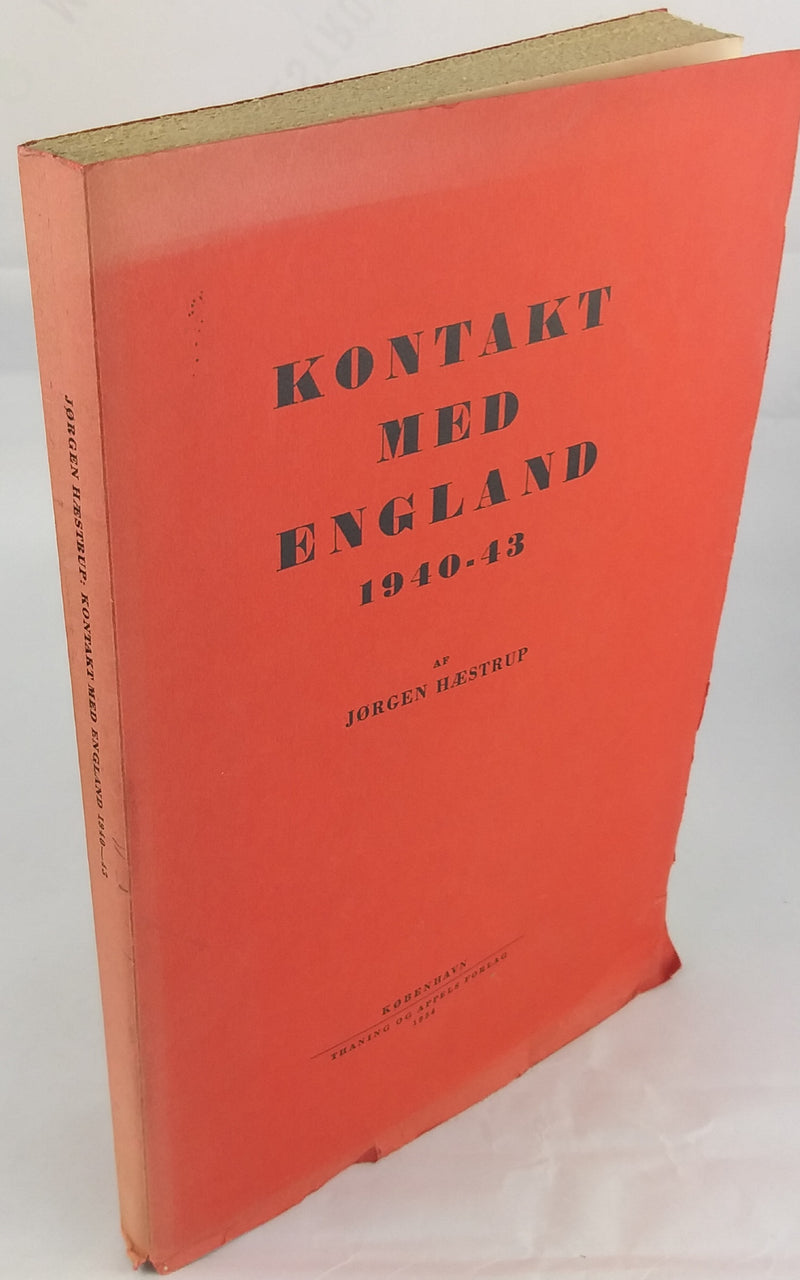 KONTAKT
MED
ENGLAND
1940-43
AF
JØRGEN HÆSTRUP
KØBENHAVN
THANING OG APPELS FORLAG
1954
JØRGEN HÆSTRUP: KONTAKT MED ENGLAND 1940—43